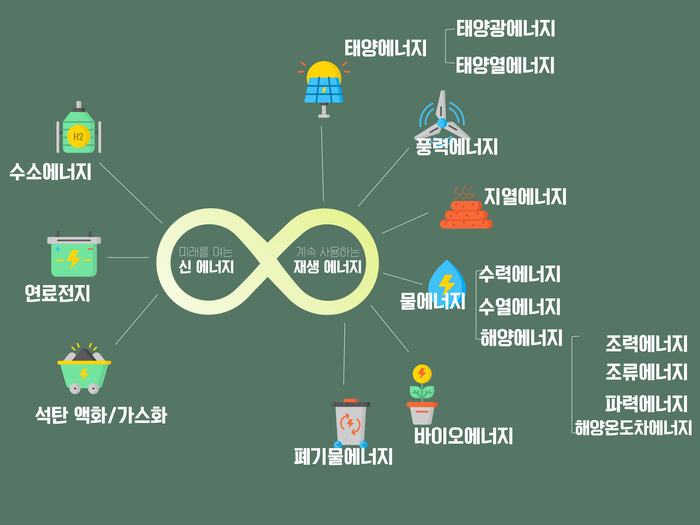 태양에너지
태양광에너지
태양열에너지
H2
수소에너지
풍력에너지
지열에너지
미래를 여는
신 에너지
계속 사용하는
재생 에너지
연료전지
물에너지
수력에너지
수열에너지
해양에너지
조력에너지
조류에너지
파력에너지
해양온도차에너지
석탄 액화/가스화
폐기물에너지
바이오에너지